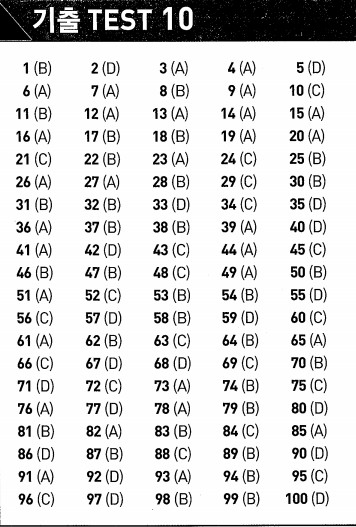 기출 TEST 10
1 (B) 2 (D) 3 (A) 4 (A) 5 (D)
6 (A) 7 (A) 8 (B) 9 (A) 10 (C)
11 (B) 12 (A) 13 (A) 14 (A) 15 (A)
16 (A) 17 (B) 18 (B) 19 (A) 20 (A)
21 (C) 22 (B) 23 (A) 24 (C) 25 (B)
26 (A) 27 (A) 28 (B) 29 (C) 30 (B)
31 (B) 32 (B) 33 (D) 34 (C) 35 (D)
36 (A) 37 (B) 38 (B) 39 (A) 40 (D)
41 (A) 42 (D) 43 (C) 44 (A) 45 (C)
46 (B) 47 (B) 48 (C) 49 (A) 50 (B)
51 (A) 52 (C) 53 (B) 54 (B) 55 (D)
56 (C) 57 (D) 58 (B) 59 (D) 60 (C)
61 (A) 62 (B) 63 (C) 64 (B) 65 (A)
66 (C) 67 (D) 68 (D) 69 (C) 70 (B)
71 (D) 72 (C) 73 (A) 74 (B) 75 (C)
76 (A) 77 (D) 78 (A) 79 (B) 80 (D)
81 (B) 82 (A) 83 (B) 84 (C) 85 (A)
86 (D) 87 (B) 88 (C) 89 (B) 90 (D)
91 (A) 92 (D) 93 (A) 94 (B) 95 (C)
96 (C) 97 (D) 98 (B) 99 (B) 100 (D)